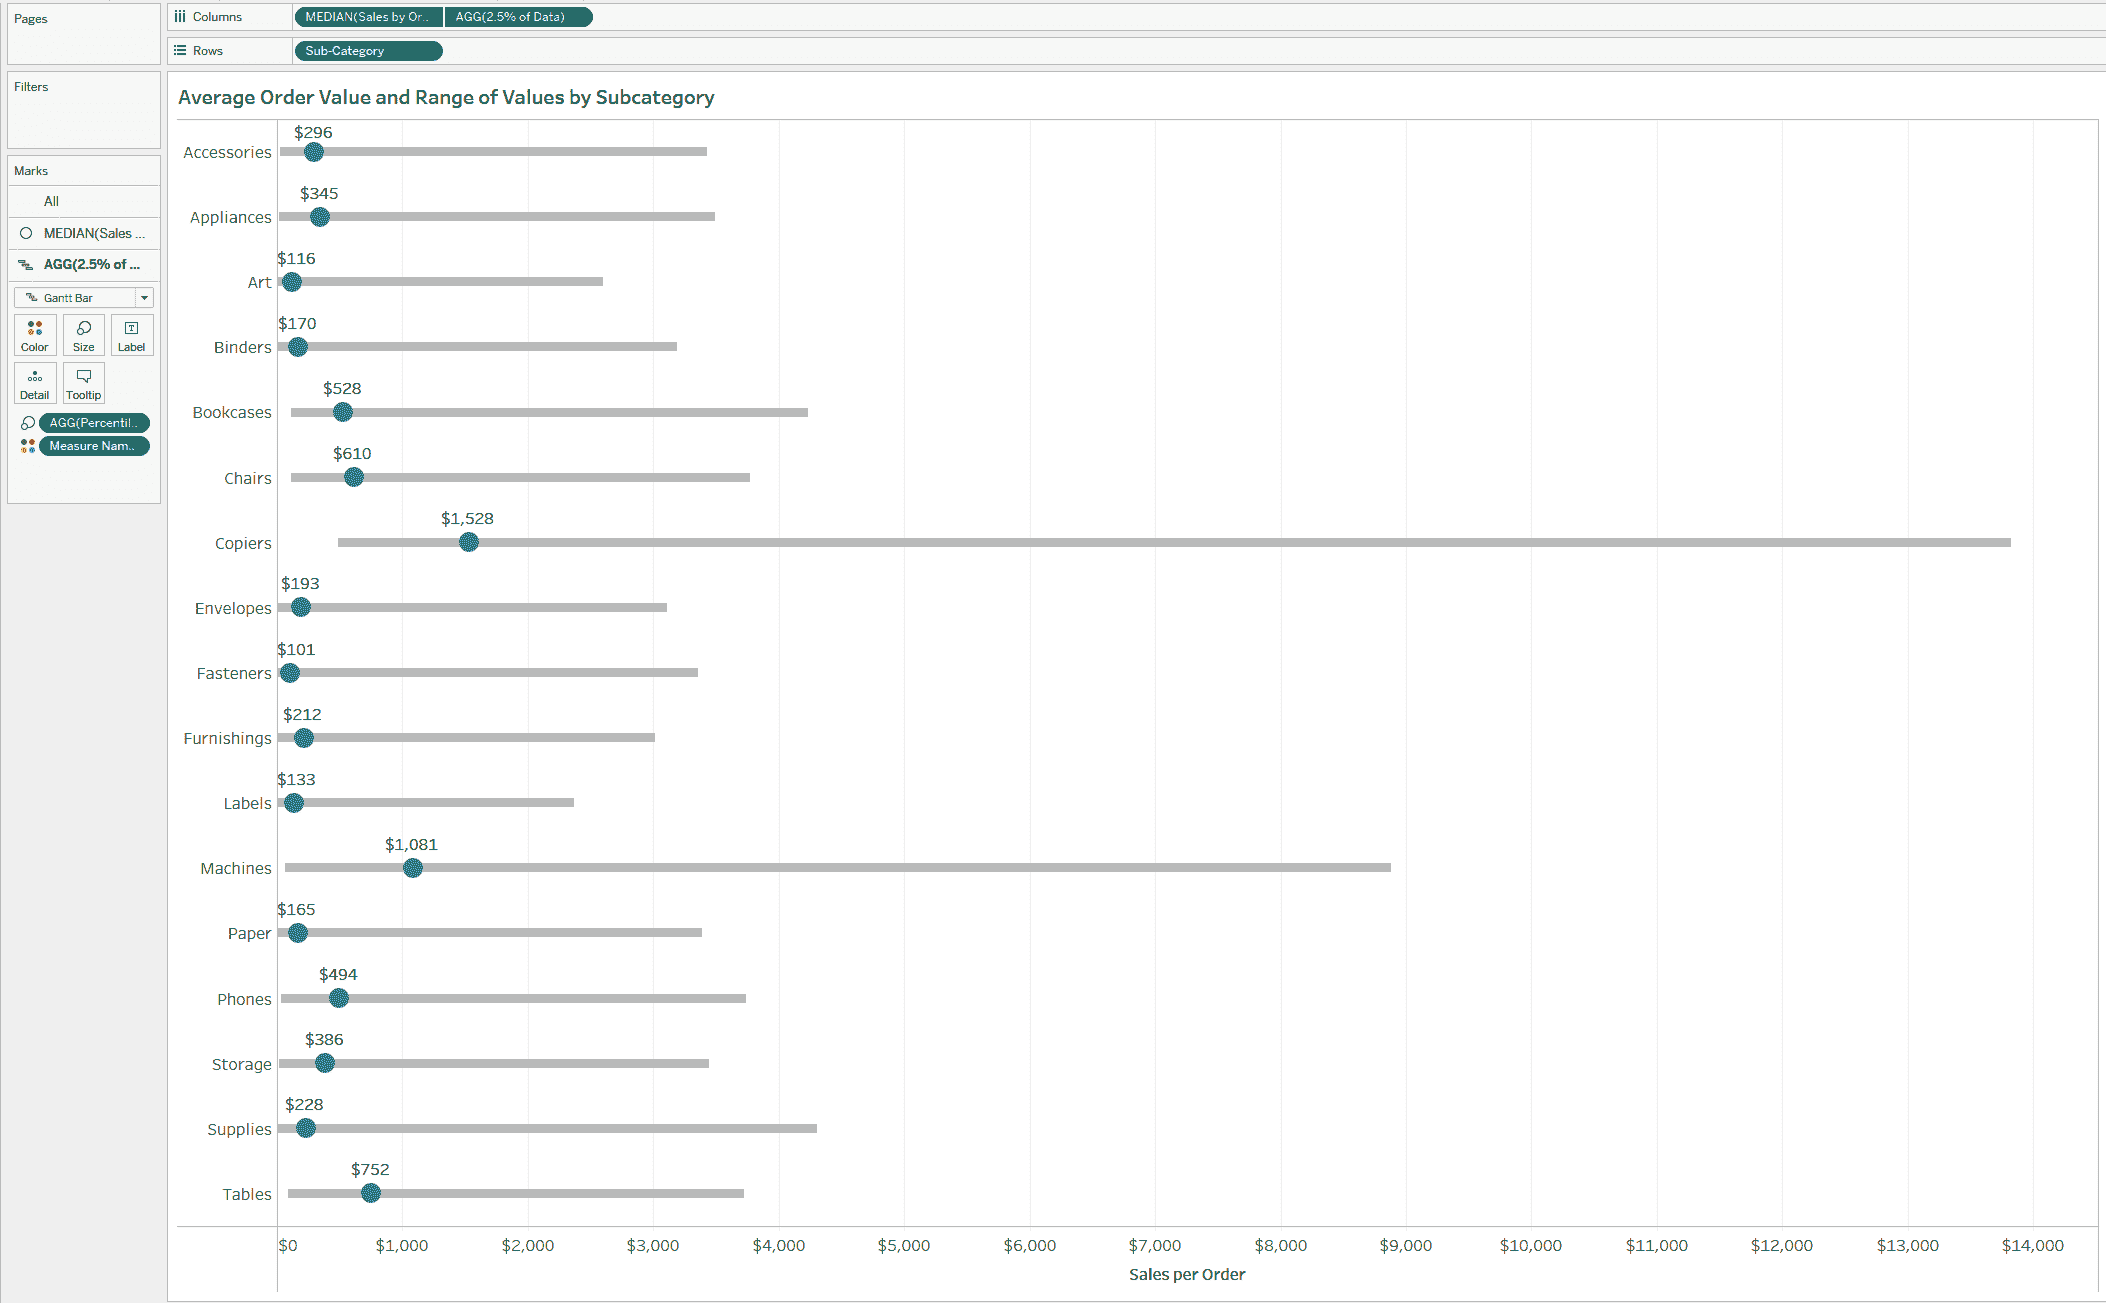 Pages
Columns
MEDIAN(Sales by Or..
AGG(2.5% of Data)
Rows
Sub-Category
Filters
Marks
All
MEDIAN(Sales ...
AGG(2.5% of ...
Gantt Bar
Color
Size
Label
Detail
Tooltip
AGG(Percentil..
Measure Nam..
Average Order Value and Range of Values by Subcategory
$296
Accessories
$345
Appliances
$116
Art
$170
Binders
$528
Bookcases
$610
Chairs
$1,528
Copiers
$193
Envelopes
$101
Fasteners
$212
Furnishings
$133
Labels
$1,081
Machines
$165
Paper
$494
Phones
$386
Storage
$228
Supplies
$752
Tables
$0 $1,000 $2,000 $3,000 $4,000 $5,000 $6,000 $7,000 $8,000 $9,000 $10,000 $11,000 $12,000 $13,000 $14,000
Sales per Order